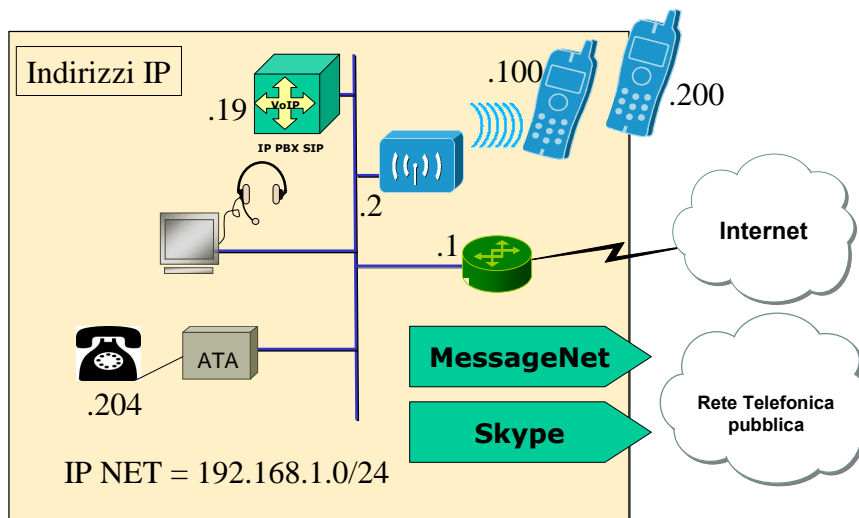 Indirizzi IP
.100
.200
.19
VoIP
IP PBX SIP
.2
.1
Internet
ATA
.204
MessageNet
Skype
Rete Telefonica
pubblica
IP NET = 192.168.1.0/24